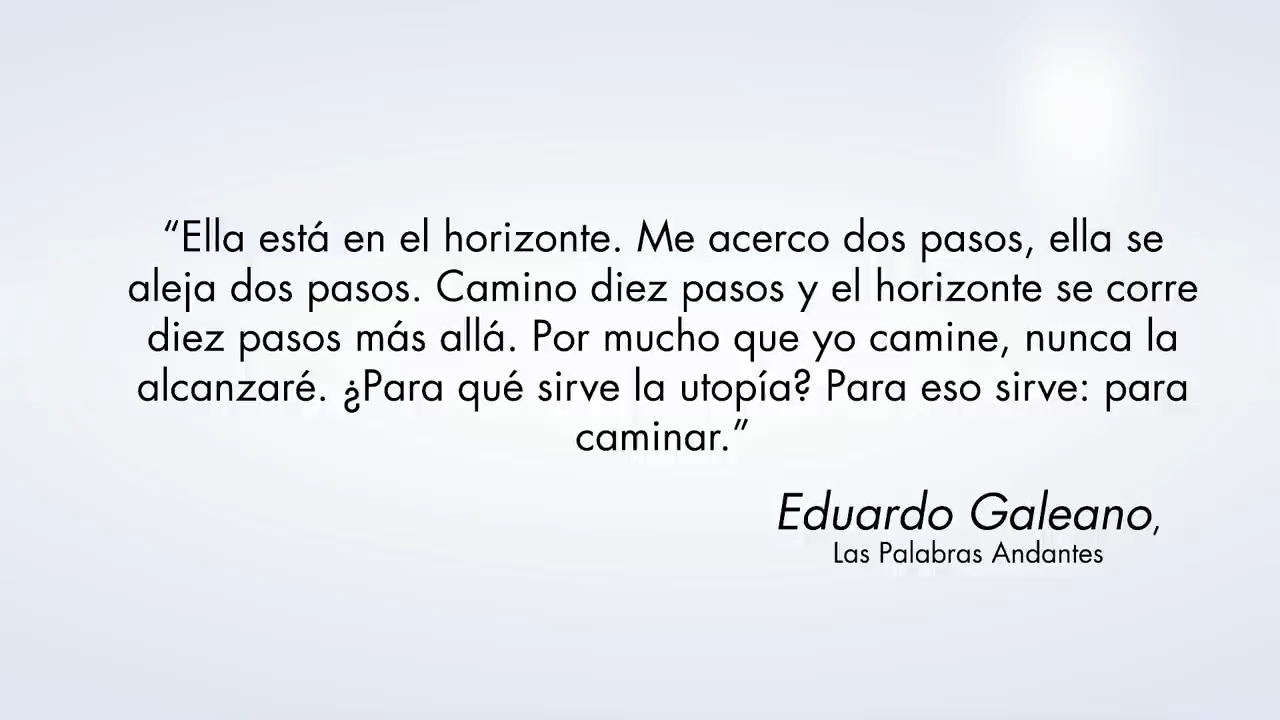 “Ella está en el horizonte. Me acerco dos pasos, ella se
aleja dos pasos. Camino diez pasos y el horizonte se corre
diez pasos más allá. Por mucho que yo camine, nunca la
alcanzaré. ¿Para qué sirve la utopía? Para eso sirve: para
caminar.”
Eduardo Galeano,
Las Palabras Andantes